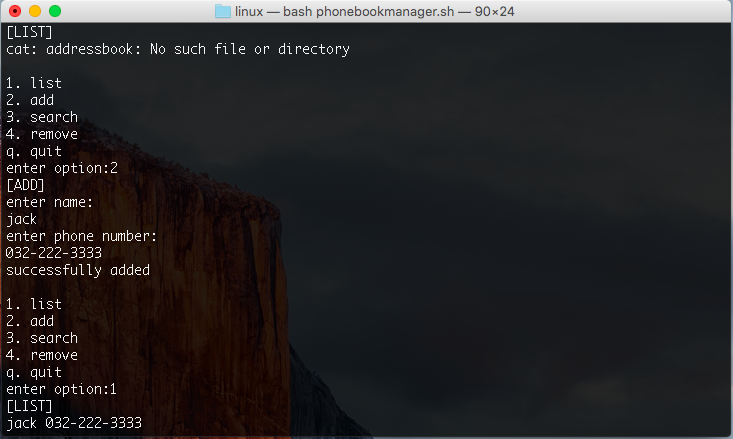 linux — bash phonebookmanager.sh — 90×24
[LIST]
cat: addressbook: No such file or directory
1. list
2. add
3. search
4. remove
q. quit
enter option:2
[ADD]
enter name:
jack
enter phone number:
032-222-3333
successfully added
1. list
2. add
3. search
4. remove
q. quit
enter option:1
[LIST]
jack 032-222-3333